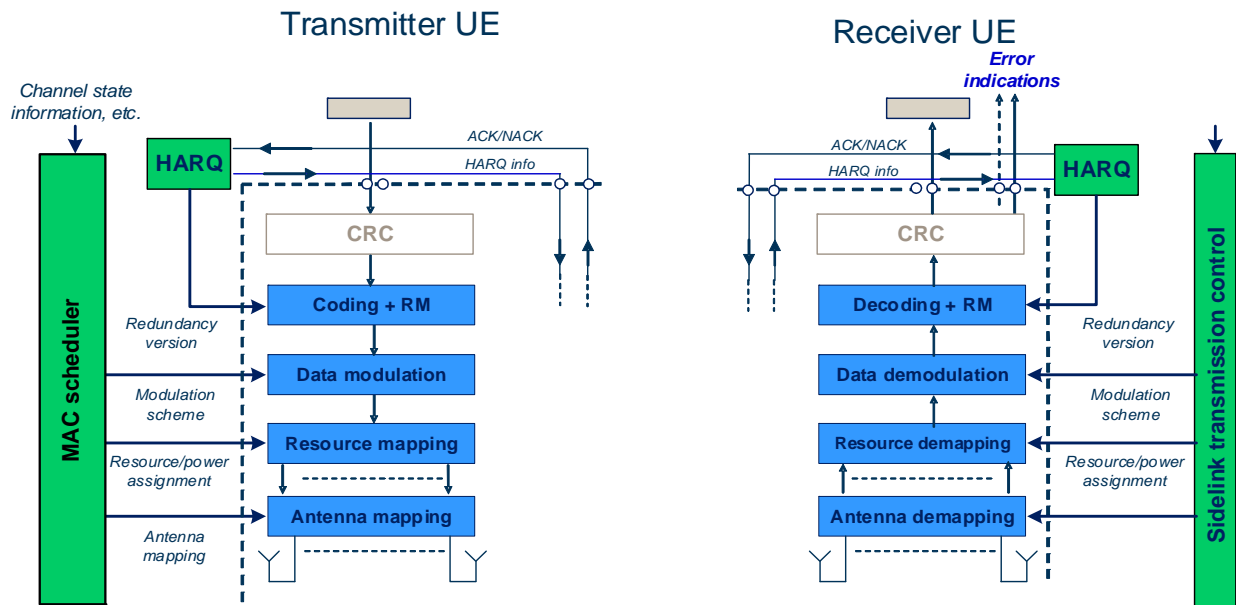 Transmitter UE
Channel state
information, etc.
HARQ
ACK/NACK
HARQ info
CRC
Coding + RM
Redundancy
version
Data modulation
Modulation
scheme
Resource mapping
Resource/power
assignment
Antenna mapping
Antenna
mapping
MAC scheduler
Receiver UE
Error
indications
ACK/NACK
HARQ info
HARQ
CRC
Decoding + RM
Redundancy
version
Data demodulation
Modulation
scheme
Resource demapping
Resource/power
assignment
Antenna demapping
Sidelink transmission control